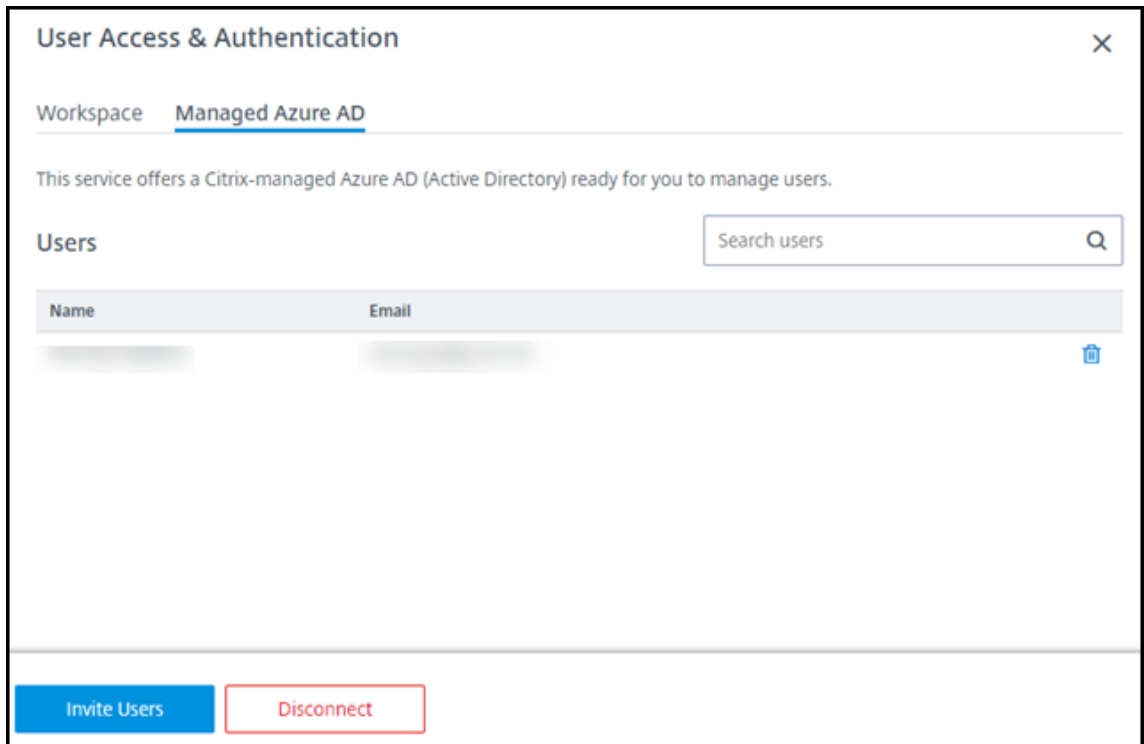 User Access & Authentication
Workspace Managed Azure AD
This service offers a Citrix-managed Azure AD (Active Directory) ready for you to manage users.
Users Search users
Name Email
Invite Users Disconnect